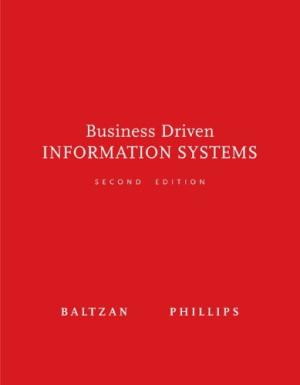 Business Driven
INFORMATION SYSTEMS
SECOND EDITION
BALTZAN PHILLIPS